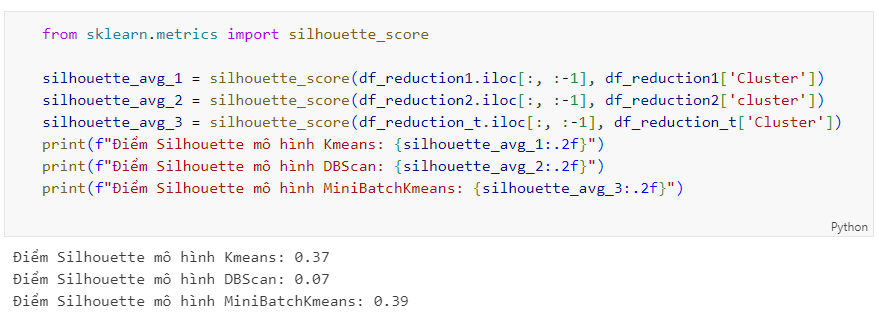 from sklearn.metrics import silhouette_score
silhouette_avg_1 = silhouette_score(df_reduction1.iloc[:, :-1], df_reduction1['Cluster'])
silhouette_avg_2 = silhouette_score(df_reduction2.iloc[:, :-1], df_reduction2['cluster'])
silhouette_avg_3 = silhouette_score(df_reduction_t.iloc[:, :-1], df_reduction_t['Cluster'])
print(f"Điểm Silhouette mô hình Kmeans: {silhouette_avg_1:.2f}")
print(f"Điểm Silhouette mô hình DBScan: {silhouette_avg_2:.2f}")
print(f"Điểm Silhouette mô hình MiniBatchKmeans: {silhouette_avg_3:.2f}")
Python
Điểm Silhouette mô hình Kmeans: 0.37
Điểm Silhouette mô hình DBScan: 0.07
Điểm Silhouette mô hình MiniBatchKmeans: 0.39